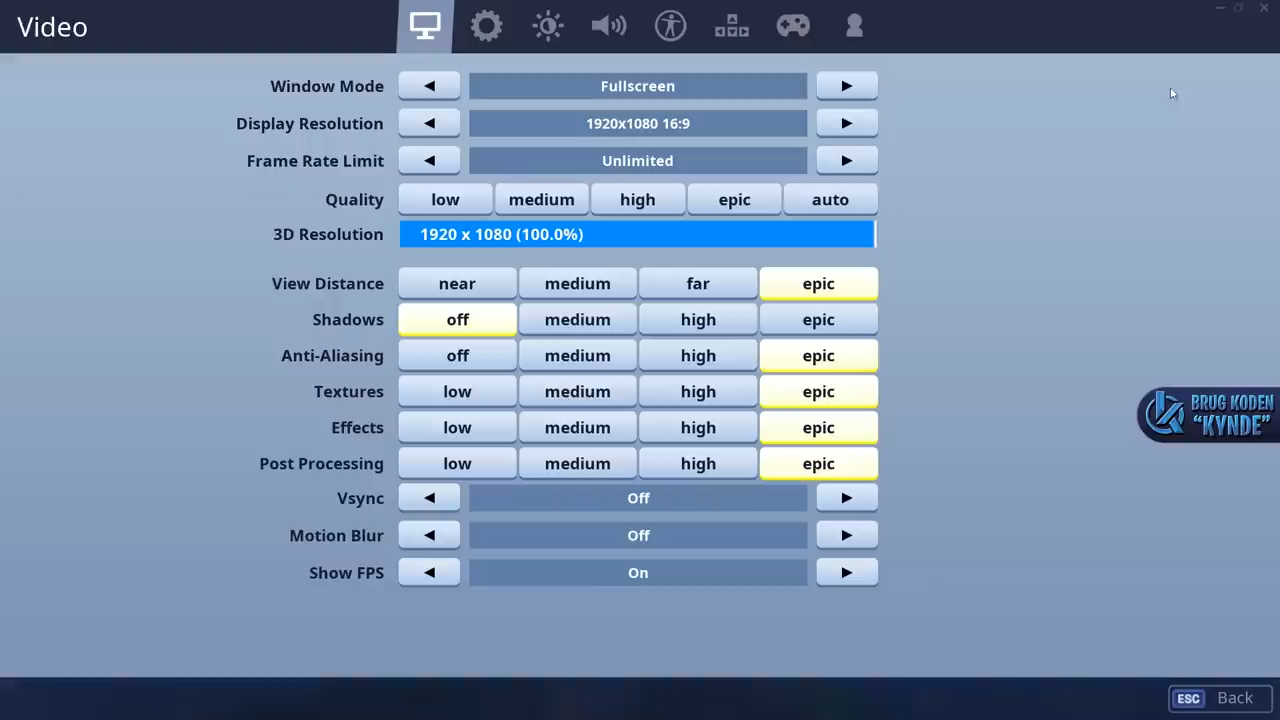 Video
Window Mode Fullscreen
Display Resolution 1920x1080 16:9
Frame Rate Limit Unlimited
Quality low medium high epic auto
3D Resolution 1920 x 1080 (100.0%)
View Distance near medium far epic
Shadows off medium high epic
Anti-Aliasing off medium high epic
Textures low medium high epic
BRUG KODEN
"KYNDE"
Effects low medium high epic
Post Processing low medium high epic
Vsync Off
Motion Blur Off
Show FPS On
ESC Back